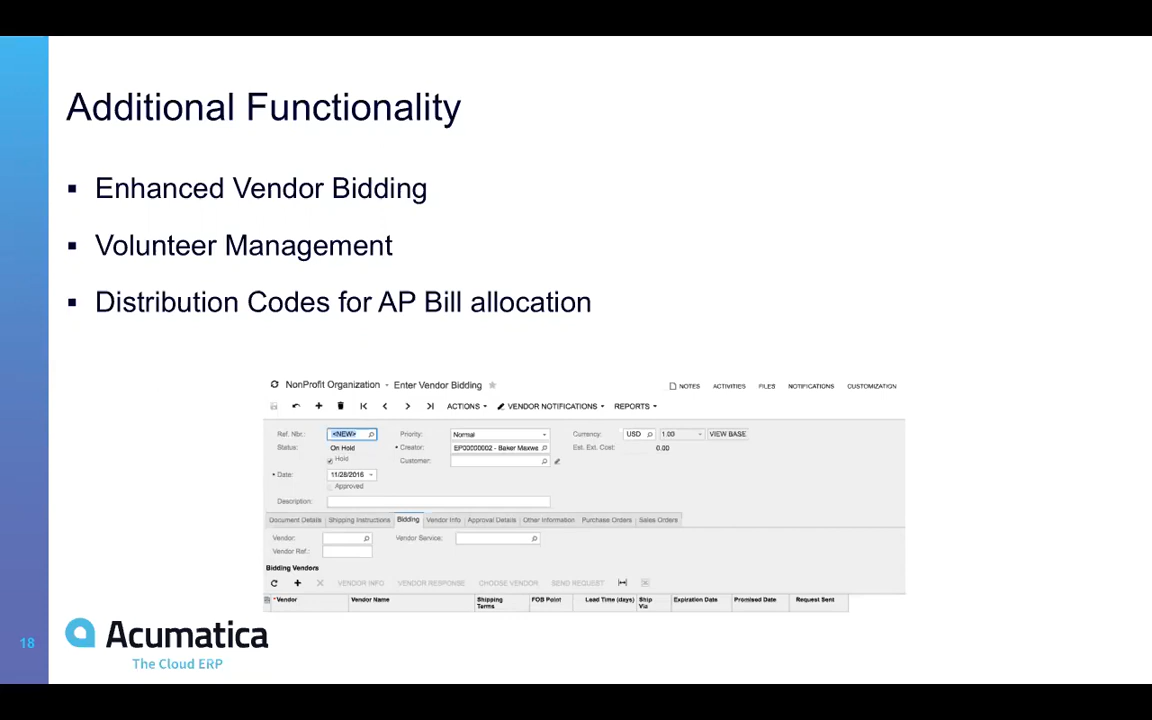 Additional Functionality
▪ Enhanced Vendor Bidding
▪ Volunteer Management
▪ Distribution Codes for AP Bill allocation
NonProfit Organization - Enter Vendor Bidding
NOTES ACTIVITIES FILES NOTIFICATIONS CUSTOMIZATION
ACTIONS VENDOR NOTIFICATIONS REPORTS
Ref. Nbr.: <NEW> Priority: Normal Currency: USD 1.00 VIEW BASE
Status: On Hold • Creator: EP00000002 - Baker Maxwe Est. Ext. Cost: 0.00
Hold Customer:
• Date: 11/28/2016
Approved
Description:
Document Details Shipping Instructions Bidding Vendor Info Approval Details Other Information Purchase Orders Sales Orders
Vendor: Vendor Service:
Vendor Ref.:
Bidding Vendors
VENDOR INFO VENDOR RESPONSE CHOOSE VENDOR SEND REQUEST
*Vendor Vendor Name Shipping Terms FOB Point Lead Time (days) Ship Via Expiration Date Promised Date Request Sent
18
Acumatica
The Cloud ERP